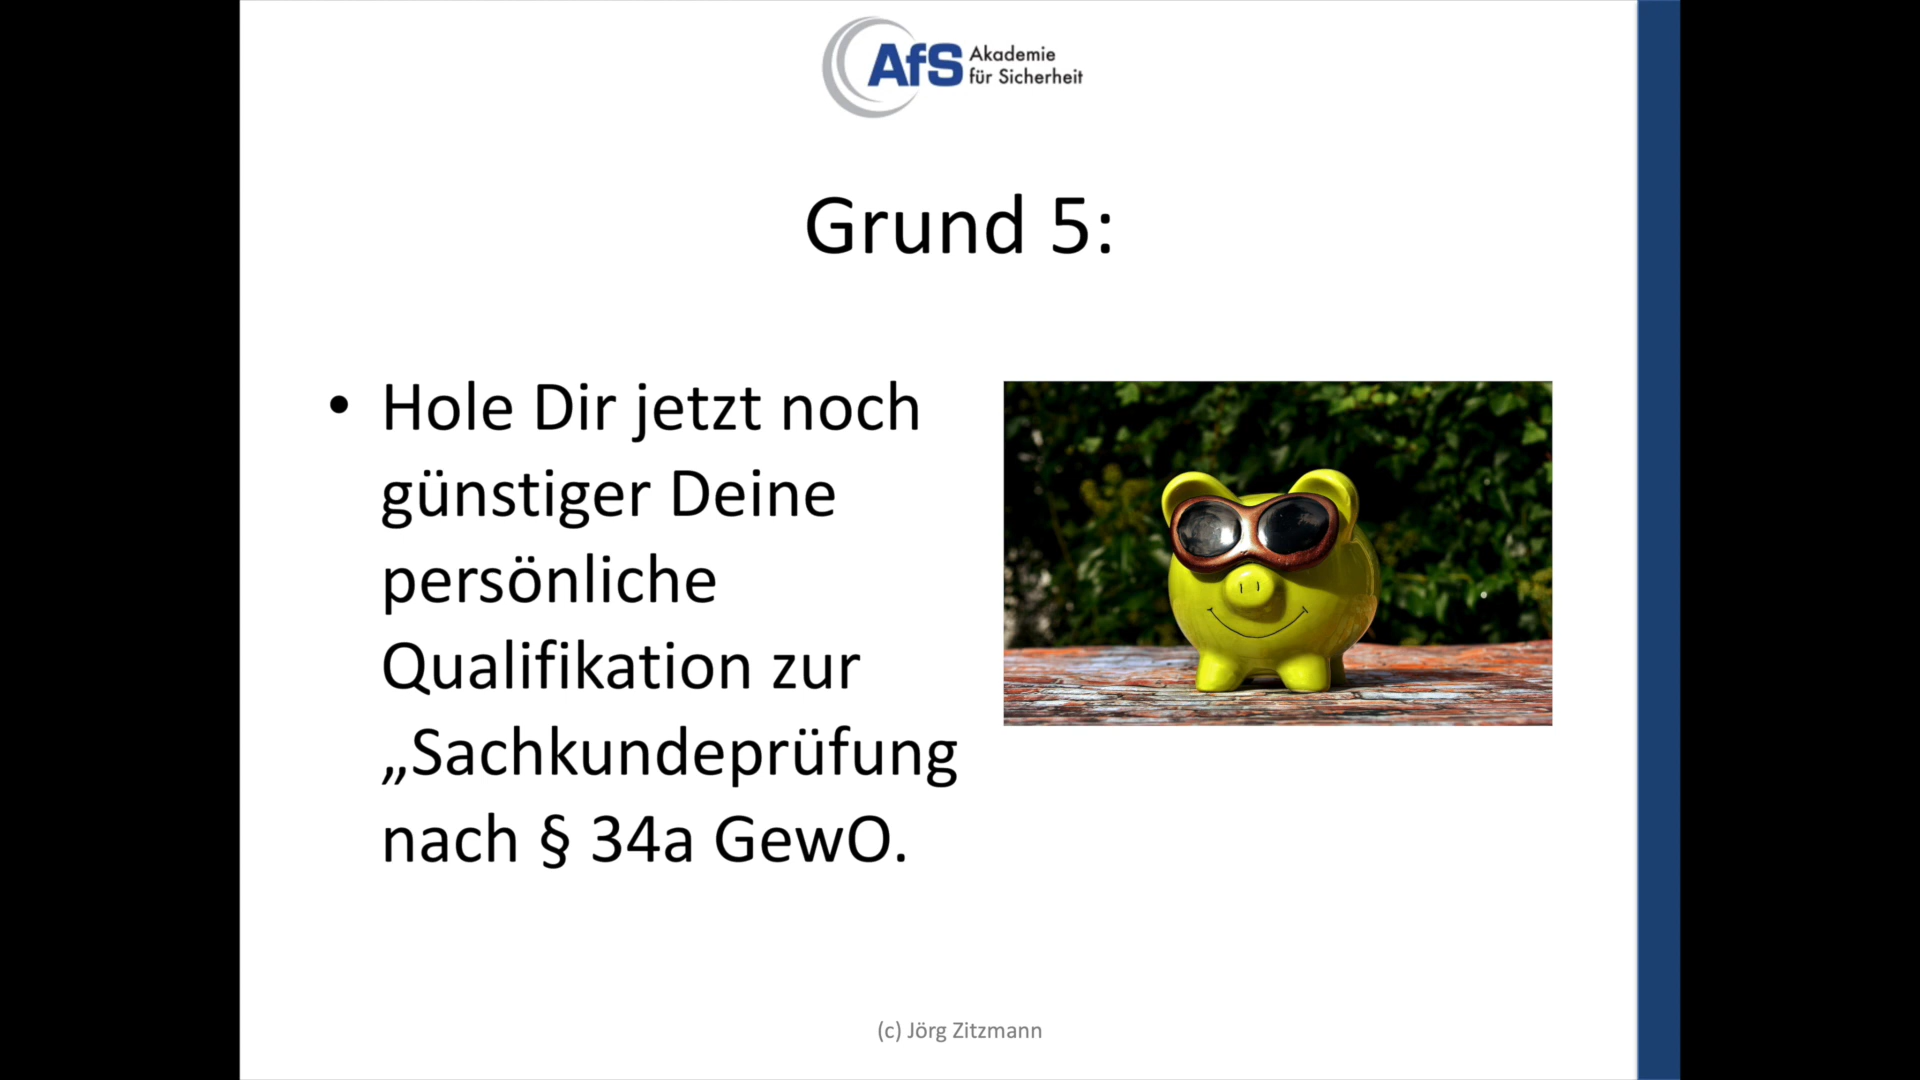 AfS Akademie
für Sicherheit
Grund 5:
• Hole Dir jetzt noch
günstiger Deine
persönliche
Qualifikation zur
„Sachkundeprüfung
nach § 34a GewO.
(c) Jörg Zitzmann